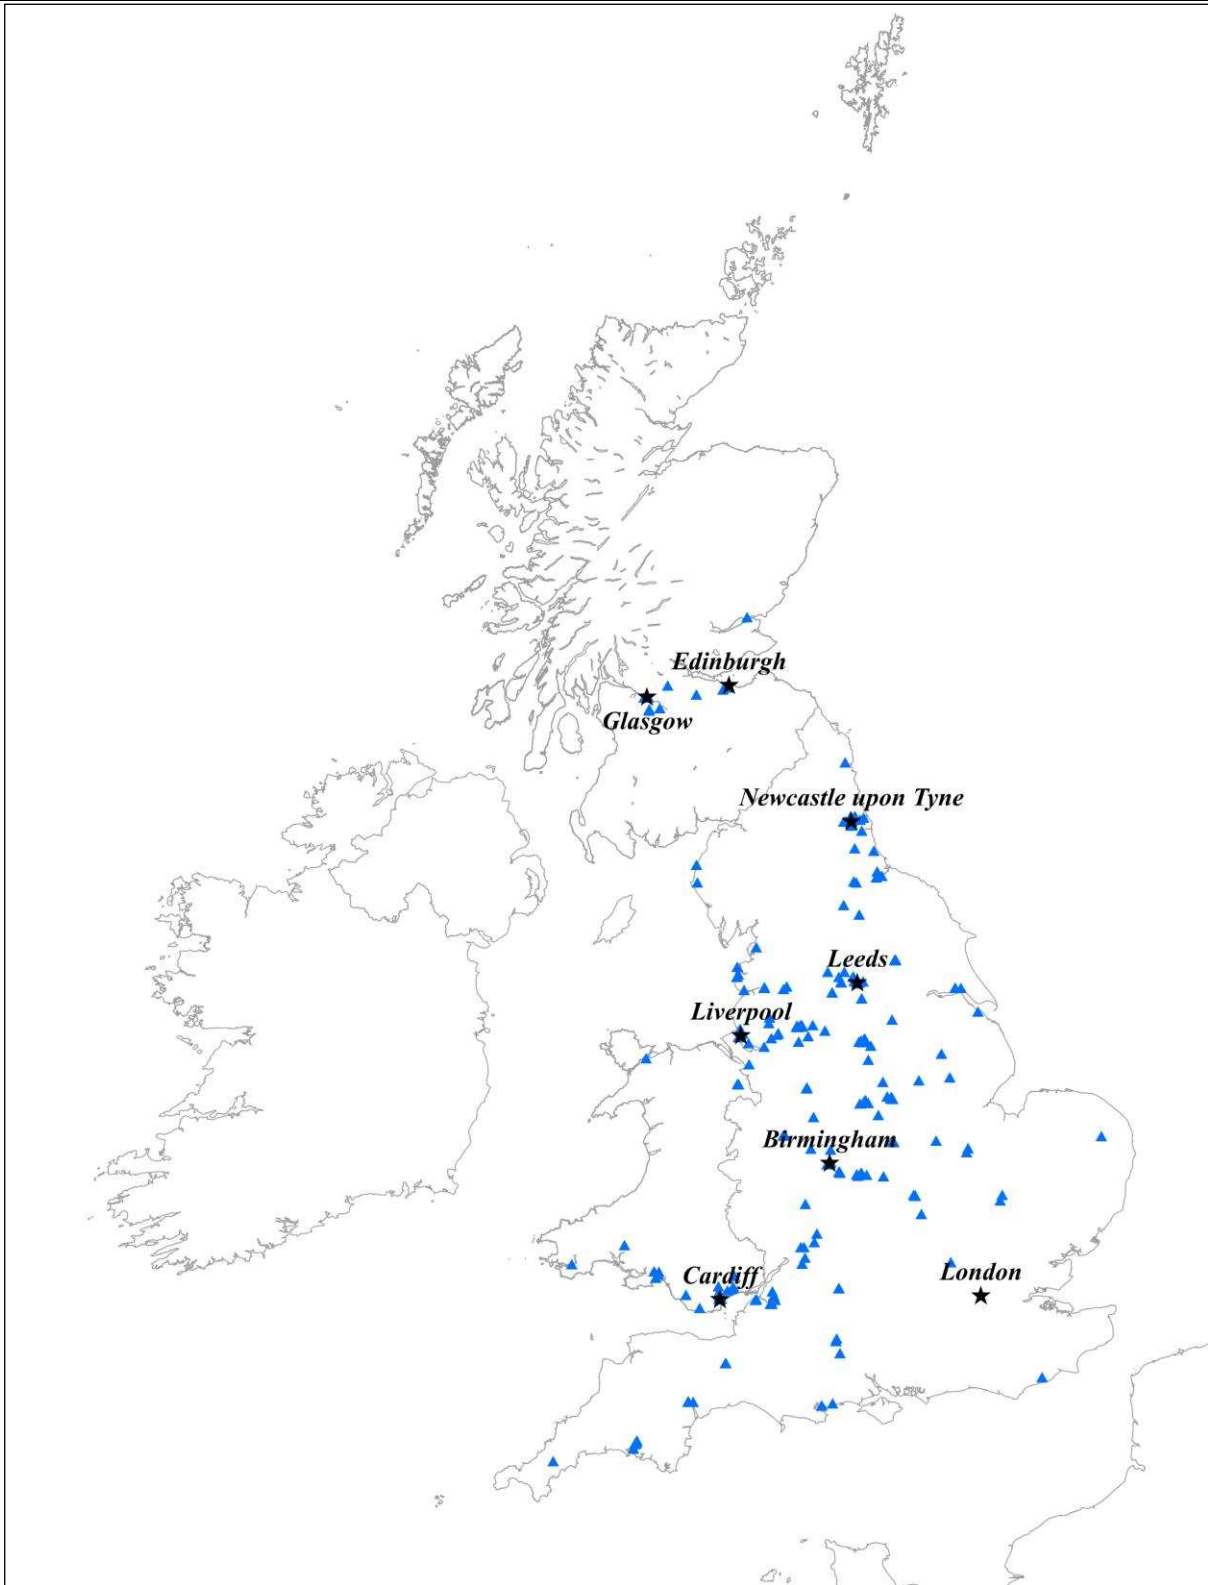 Edinburgh
Glasgow
Newcastle upon Tyne
Leeds
Liverpool
Birmingham
Cardiff
London